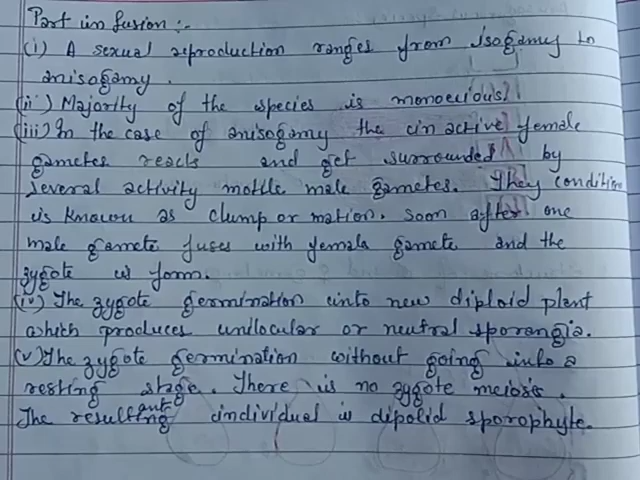 Part in fusion :-
(i) A sexual reproduction ranges from isogamy to
anisogamy.
(ii) Majority of the species is monoecious.
(iii) In the case of anisogamy the in active female
gametes reacts and get surrounded by
several activity motile male gametes. They condition
is known as clump or mation. soon after one
male gamete fuses with female gamete and the
zygote is form.
(iv) The zygote germination into new diploid plant
which produces unilocular or neutral sporangia.
(v) The zygote germination without going into a
resting stage. There is no zygote meiosis.
The resultant individual is dipolid sporophyte.